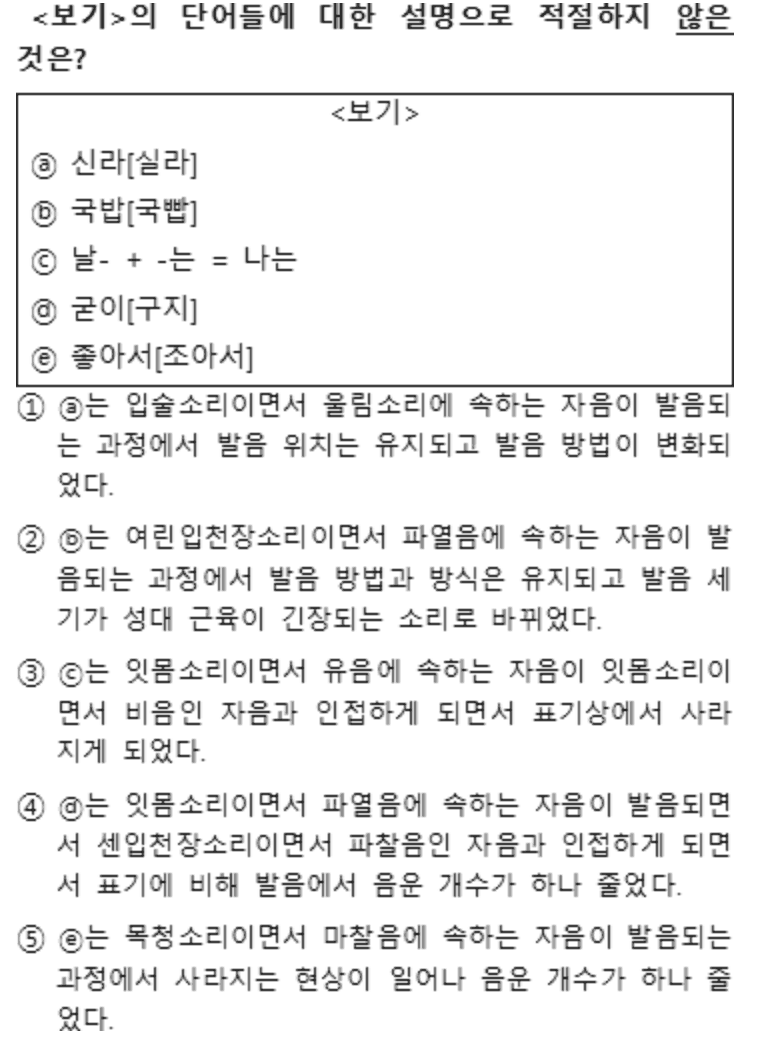 <보기>의 단어들에 대한 설명으로 적절하지 않은
것은?
<보기>
ⓐ 신라[실라]
ⓑ 국밥[국빱]
ⓒ 날- + -는 = 나는
ⓓ 굳이[구지]
ⓔ 좋아서[조아서]
① ⓐ는 입술소리이면서 울림소리에 속하는 자음이 발음되
는 과정에서 발음 위치는 유지되고 발음 방법이 변화되
었다.
② ⓑ는 여린입천장소리이면서 파열음에 속하는 자음이 발
음되는 과정에서 발음 방법과 방식은 유지되고 발음 세
기가 성대 근육이 긴장되는 소리로 바뀌었다.
③ ⓒ는 잇몸소리이면서 유음에 속하는 자음이 잇몸소리이
면서 비음인 자음과 인접하게 되면서 표기상에서 사라
지게 되었다.
④ ⓓ는 잇몸소리이면서 파열음에 속하는 자음이 발음되면
서 센입천장소리이면서 파찰음인 자음과 인접하게 되면
서 표기에 비해 발음에서 음운 개수가 하나 줄었다.
⑤ ⓔ는 목청소리이면서 마찰음에 속하는 자음이 발음되는
과정에서 사라지는 현상이 일어나 음운 개수가 하나 줄
었다.